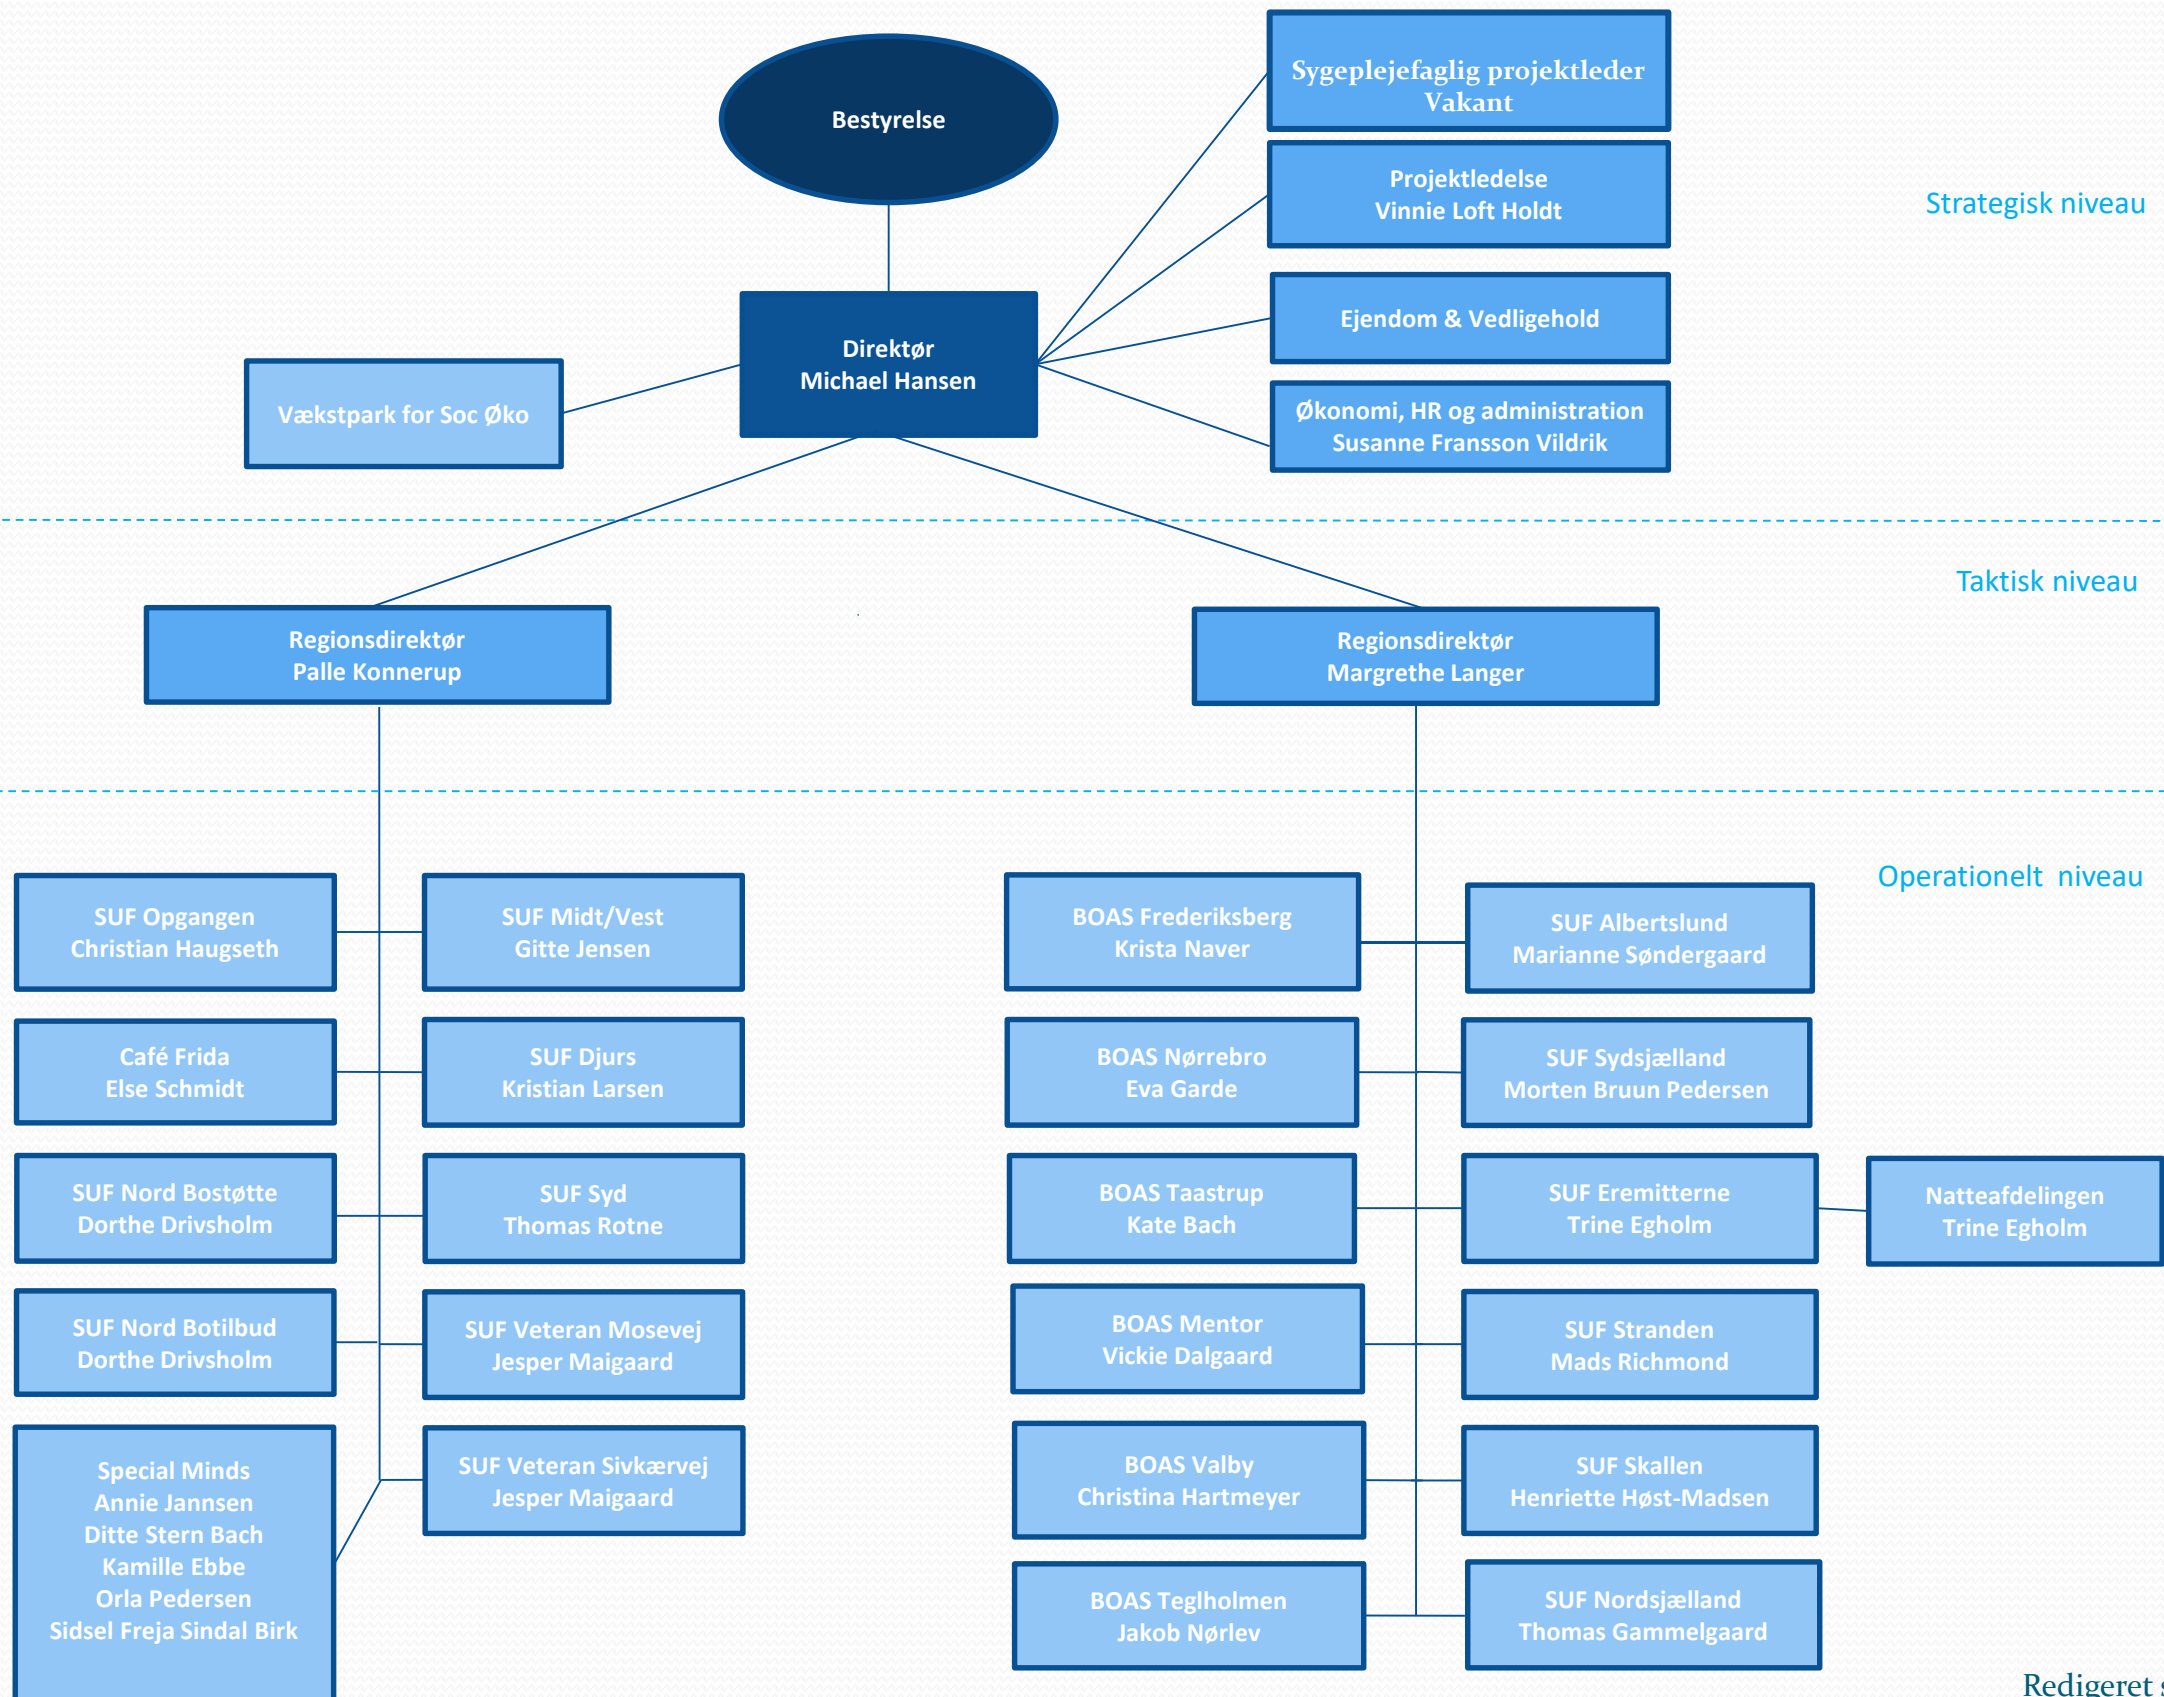 Bestyrelse
Sygeplejefaglig projektleder
Vakant
Projektledelse
Vinnie Loft Holdt
Strategisk niveau
Ejendom & Vedligehold
Direktør
Michael Hansen
Vækstpark for Soc Øko
Økonomi, HR og administration
Susanne Fransson Vildrik
Taktisk niveau
Regionsdirektør
Palle Konnerup
Regionsdirektør
Margrethe Langer
Operationelt niveau
SUF Opgangen
Christian Haugseth
SUF Midt/Vest
Gitte Jensen
BOAS Frederiksberg
Krista Naver
SUF Albertslund
Marianne Søndergaard
Café Frida
Else Schmidt
SUF Djurs
Kristian Larsen
BOAS Nørrebro
Eva Garde
SUF Sydsjælland
Morten Bruun Pedersen
SUF Nord Bostøtte
Dorthe Drivsholm
SUF Syd
Thomas Rotne
BOAS Taastrup
Kate Bach
SUF Eremitterne
Trine Egholm
Natteafdelingen
Trine Egholm
SUF Nord Botilbud
Dorthe Drivsholm
SUF Veteran Mosevej
Jesper Maigaard
BOAS Mentor
Vickie Dalgaard
SUF Stranden
Mads Richmond
Special Minds
Annie Jannsen
Ditte Stern Bach
Kamille Ebbe
Orla Pedersen
Sidsel Freja Sindal Birk
SUF Veteran Sivkærvej
Jesper Maigaard
BOAS Valby
Christina Hartmeyer
SUF Skallen
Henriette Høst-Madsen
BOAS Teglholmen
Jakob Nørlev
SUF Nordsjælland
Thomas Gammelgaard
Redigeret